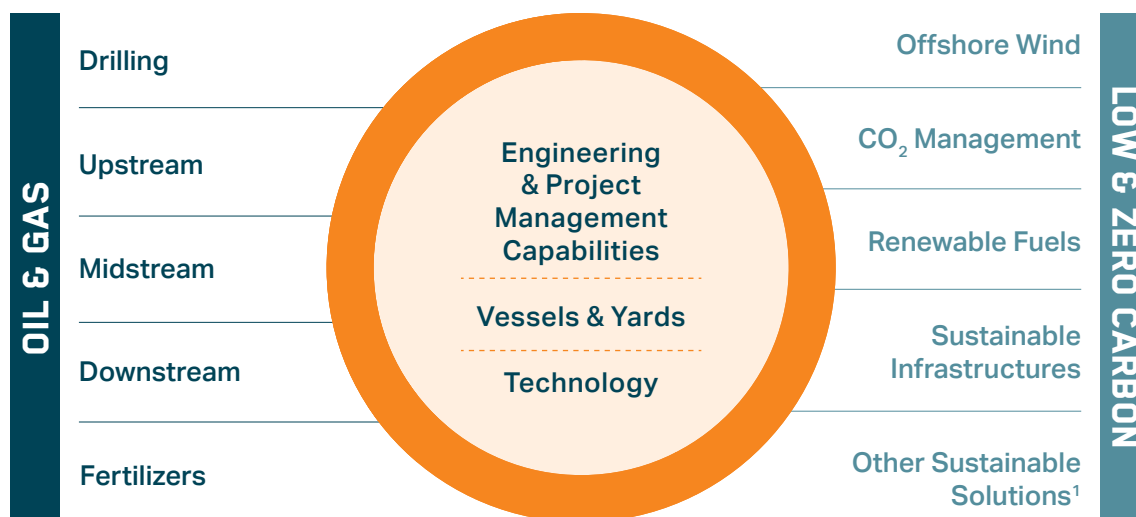 OIL & GAS
Drilling
Upstream
Midstream
Downstream
Fertilizers
Engineering
& Project
Management
Capabilities
Vessels & Yards
Technology
Offshore Wind
CO₂ Management
Renewable Fuels
Sustainable
Infrastructures
Other Sustainable
Solutions¹
LOW & ZERO CARBON